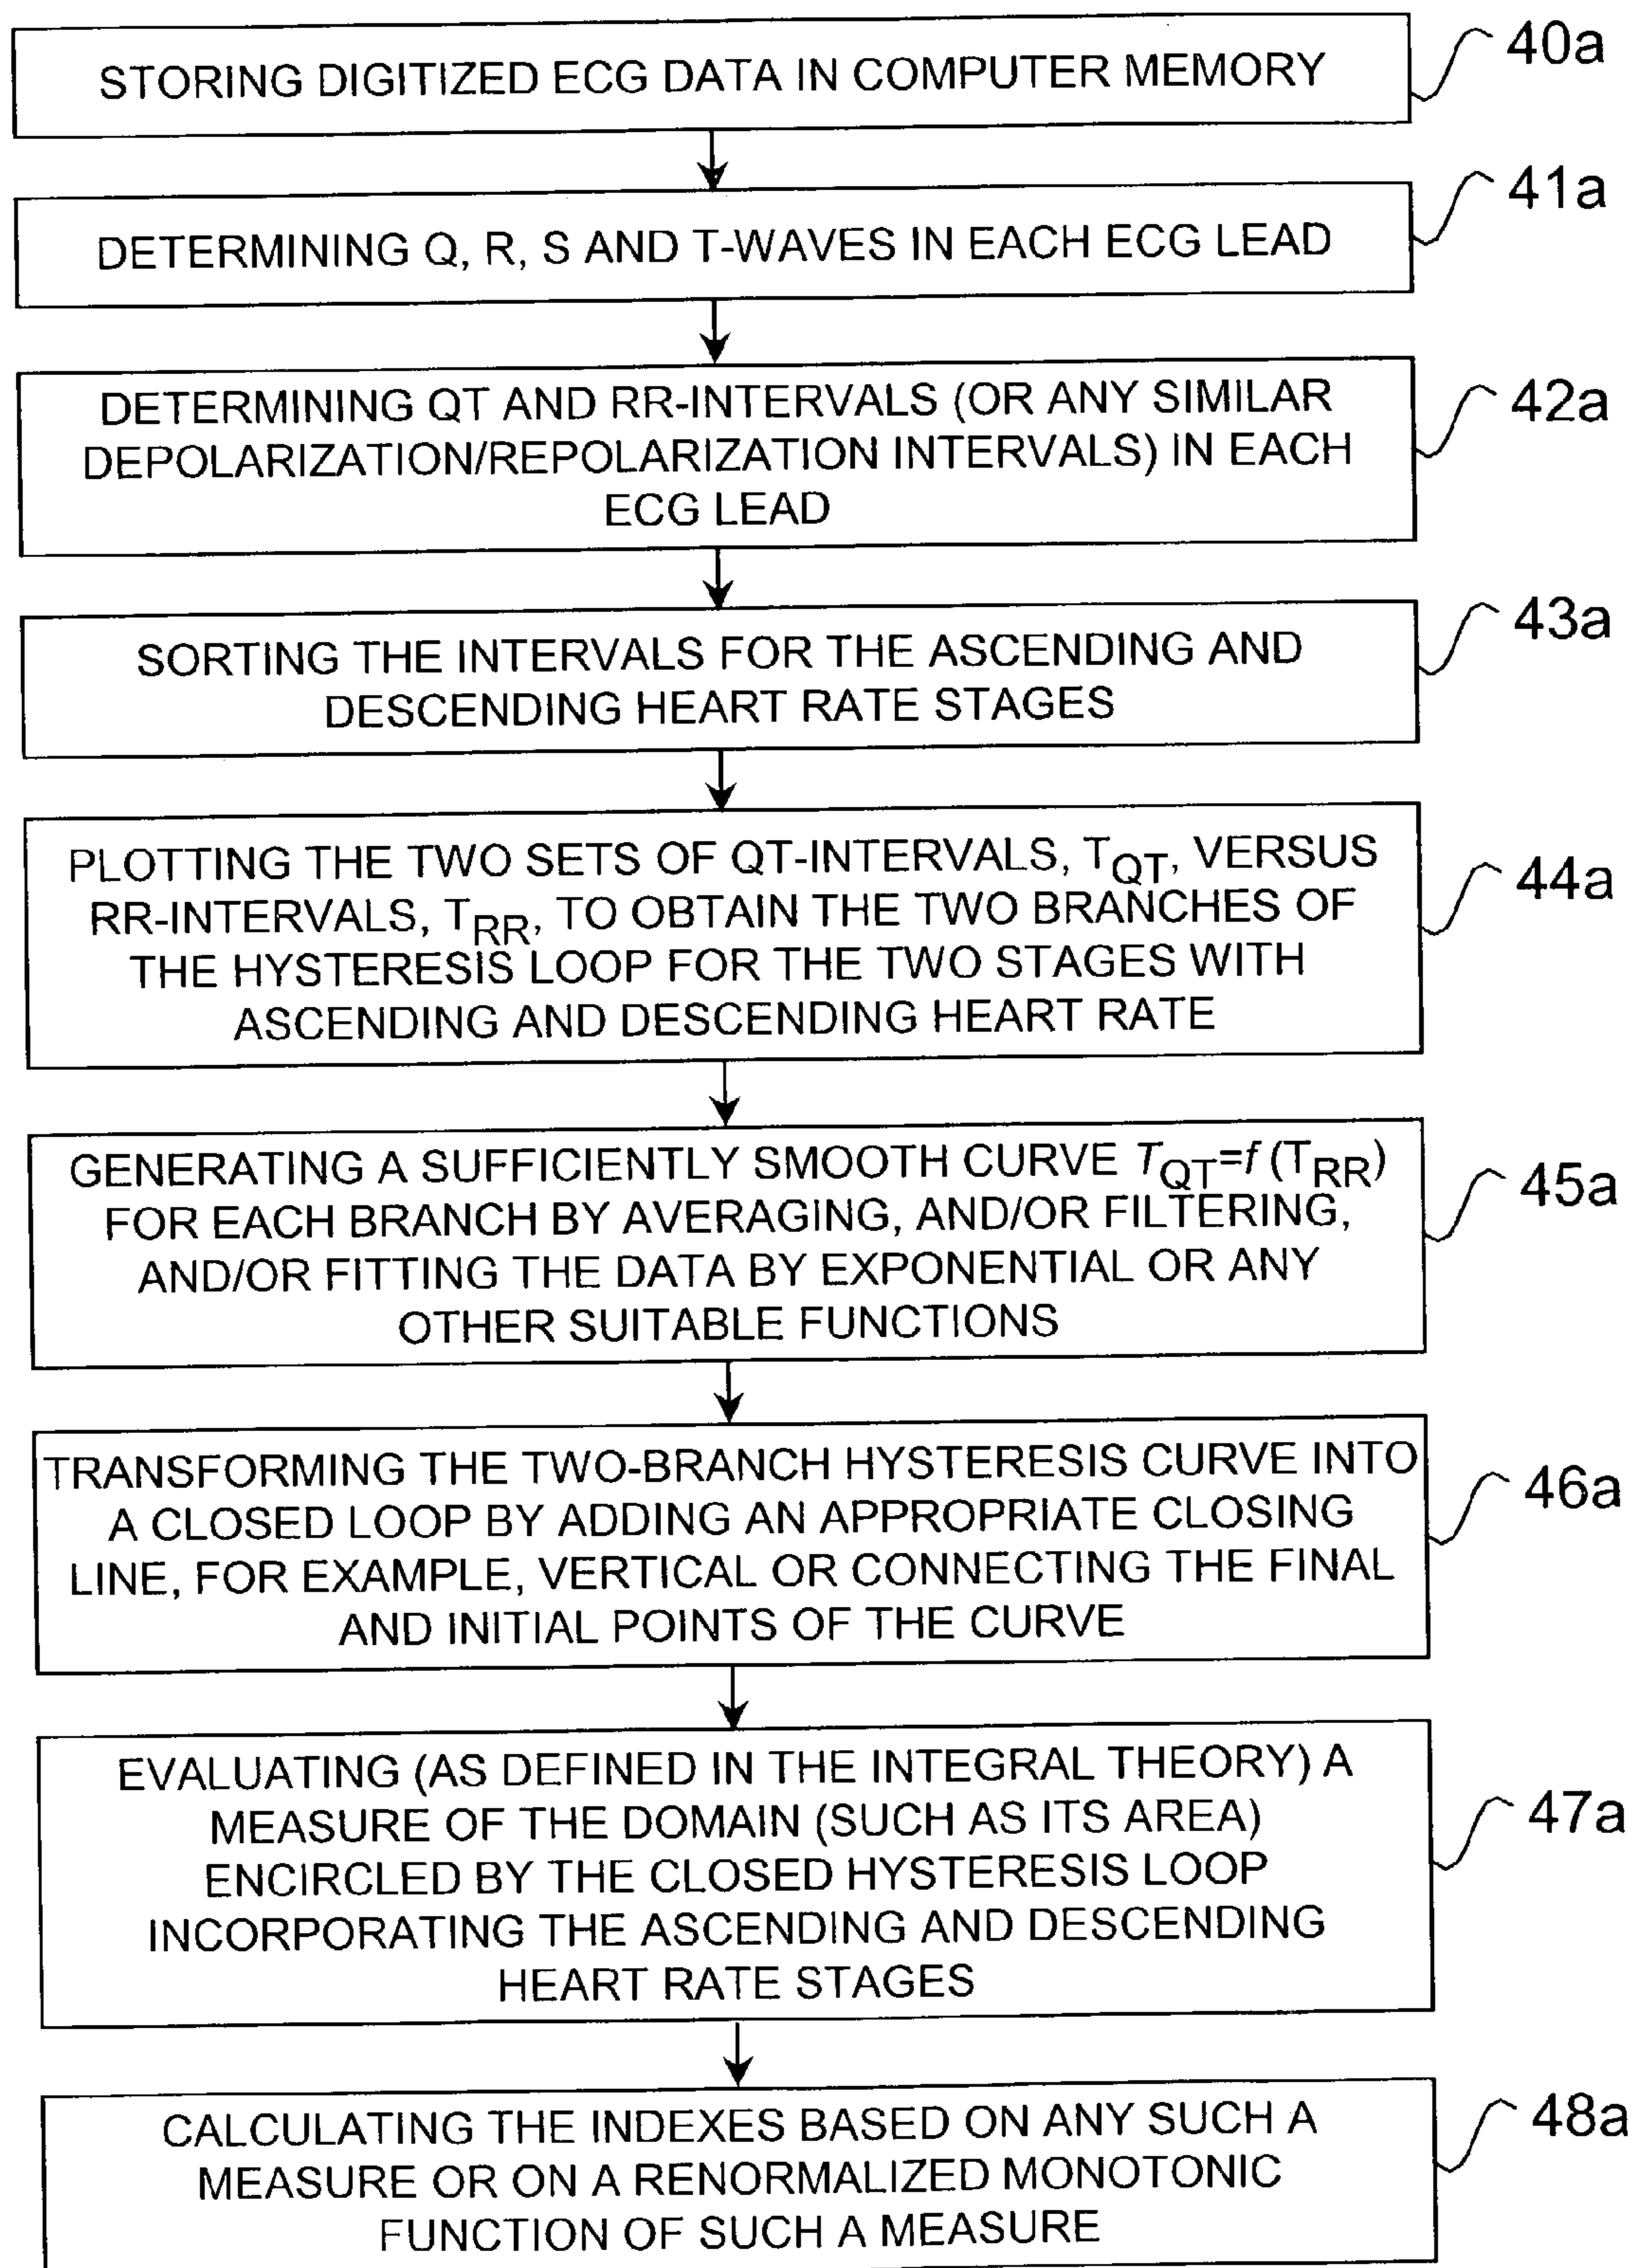 40a
STORING DIGITIZED ECG DATA IN COMPUTER MEMORY
41a
DETERMINING Q, R, S AND T-WAVES IN EACH ECG LEAD
42a
DETERMINING QT AND RR-INTERVALS (OR ANY SIMILAR
DEPOLARIZATION/REPOLARIZATION INTERVALS) IN EACH
ECG LEAD
43a
SORTING THE INTERVALS FOR THE ASCENDING AND
DESCENDING HEART RATE STAGES
44a
PLOTTING THE TWO SETS OF QT-INTERVALS, TQT, VERSUS
RR-INTERVALS, TRR, TO OBTAIN THE TWO BRANCHES OF
THE HYSTERESIS LOOP FOR THE TWO STAGES WITH
ASCENDING AND DESCENDING HEART RATE
45a
GENERATING A SUFFICIENTLY SMOOTH CURVE TQT=f (TRR)
FOR EACH BRANCH BY AVERAGING, AND/OR FILTERING,
AND/OR FITTING THE DATA BY EXPONENTIAL OR ANY
OTHER SUITABLE FUNCTIONS
46a
TRANSFORMING THE TWO-BRANCH HYSTERESIS CURVE INTO
A CLOSED LOOP BY ADDING AN APPROPRIATE CLOSING
LINE, FOR EXAMPLE, VERTICAL OR CONNECTING THE FINAL
AND INITIAL POINTS OF THE CURVE
47a
EVALUATING (AS DEFINED IN THE INTEGRAL THEORY) A
MEASURE OF THE DOMAIN (SUCH AS ITS AREA)
ENCIRCLED BY THE CLOSED HYSTERESIS LOOP
INCORPORATING THE ASCENDING AND DESCENDING
HEART RATE STAGES
48a
CALCULATING THE INDEXES BASED ON ANY SUCH A
MEASURE OR ON A RENORMALIZED MONOTONIC
FUNCTION OF SUCH A MEASURE